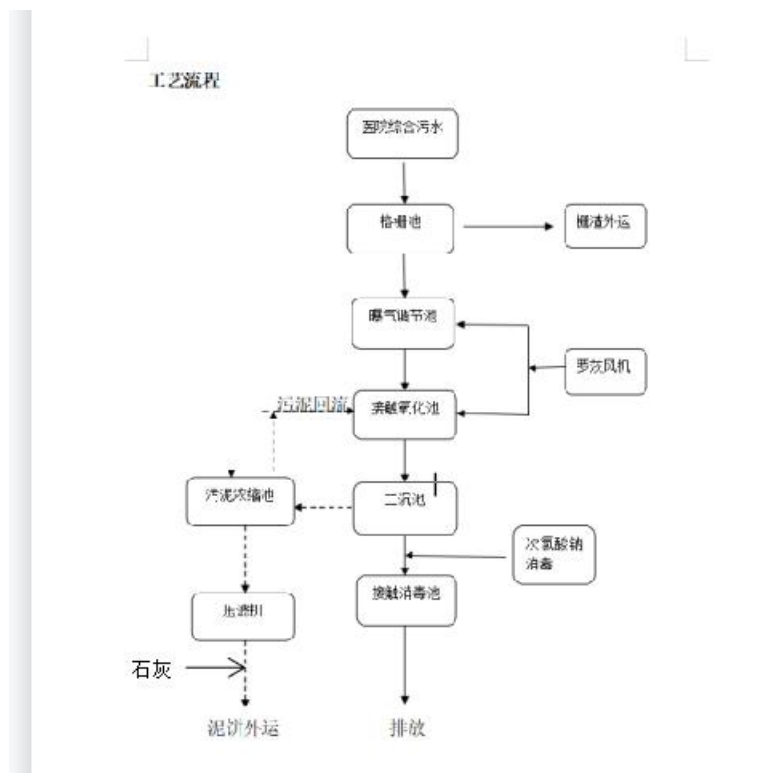 工艺流程
医院综合污水
格栅池
栅渣外运
曝气调节池
罗茨风机
污泥回流
接触氧化池
污泥浓缩池
二沉池
次氯酸钠
消毒
接触消毒池
压滤机
石灰
泥饼外运
排放